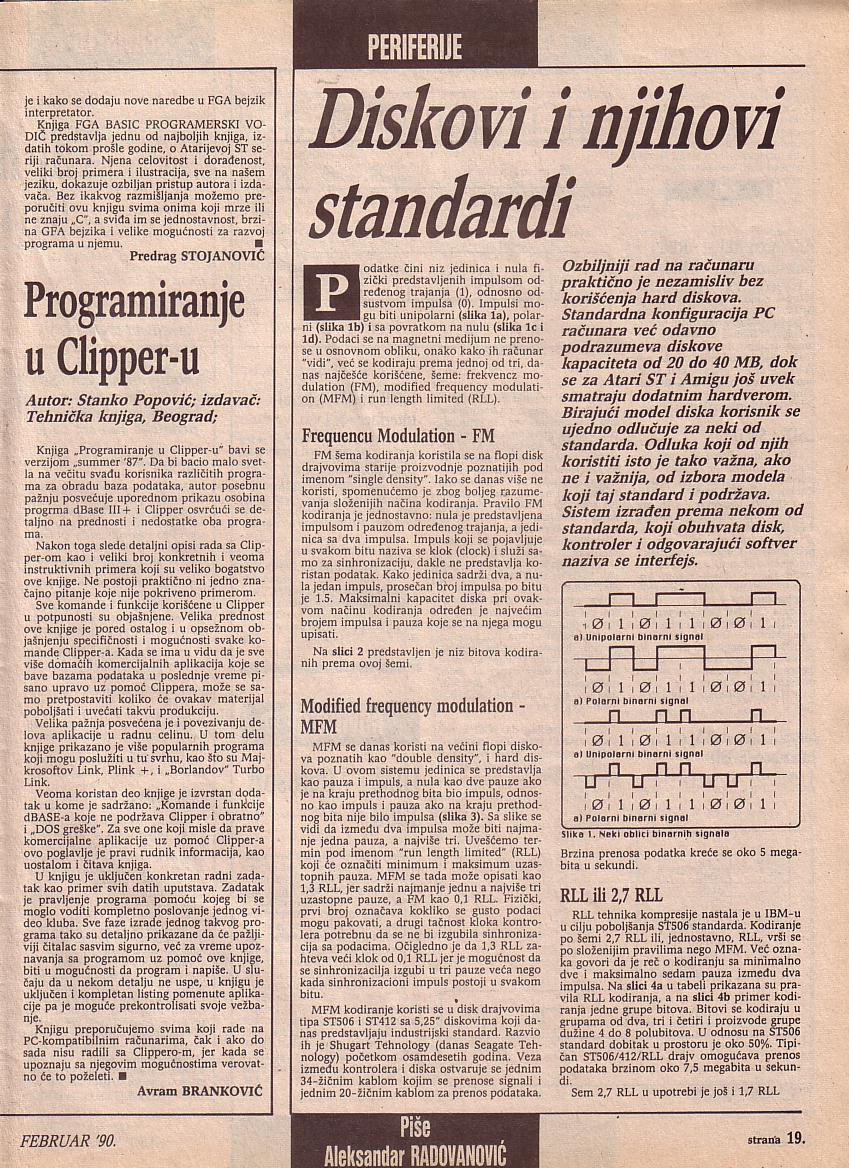 PERIFERIJE
je i kako se dodaju nove naredbe u FGA bejzik
interpretator.
Knjiga FGA BASIC PROGRAMERSKI VO-
DIČ predstavlja jednu od najboljih knjiga, iz-
datih tokom prošle godine, o Atarijevoj ST se-
riji računara. Njena celovitost i dorađenost,
veliki broj primera i ilustracija, sve na našem
jeziku, dokazuje ozbiljan pristup autora i izda-
vača. Bez ikakvog razmišljanja možemo pre-
poručiti ovu knjigu svima onima koji mrze ili
ne znaju „C", a sviđa im se jednostavnost, brzi-
na GFA bejzika i velike mogućnosti za razvoj
programa u njemu. ■
Predrag STOJANOVIĆ
Programiranje
u Clipper-u
Autor: Stanko Popović; izdavač:
Tehnička knjiga, Beograd;
Knjiga „Programiranje u Clipper-u" bavi se
verzijom „summer '87". Da bi bacio malo svet-
la na večitu svađu korisnika različitih progra-
ma za obradu baza podataka, autor posebnu
pažnju posvećuje uporednom prikazu osobina
progrma dBase III+ i Clipper osvrćući se de-
taljno na prednosti i nedostatke oba progra-
ma.
Nakon toga slede detaljni opisi rada sa Clip-
per-om kao i veliki broj konkretnih i veoma
instruktivnih primera koji su veliko bogatstvo
ove knjige. Ne postoji praktično ni jedno zna-
čajno pitanje koje nije pokriveno primerom.
Sve komande i funkcije korišćene u Clipper
u potpunosti su objašnjene. Velika prednost
ove knjige je pored ostalog i u opsežnom ob-
jašnjenju specifičnosti i mogućnosti svake ko-
mande Clipper-a. Kada se ima u vidu da je sve
više domaćih komercijalnih aplikacija koje se
bave bazama podataka u poslednje vreme pi-
sano upravo uz pomoć Clippera, može se sa-
mo pretpostaviti koliko će ovakav materijal
poboljšati i uvećati takvu produkciju.
Velika pažnja posvećena je i povezivanju de-
lova aplikacije u radnu celinu. U tom delu
knjige prikazano je više popularnih programa
koji mogu poslužiti u tu svrhu, kao što su Maj-
krosoftov Link, Plink +, i „Borlandov" Turbo
Link.
Veoma koristan deo knjige je izvrstan doda-
tak u kome je sadržano: „Komande i funkcije
dBASE-a koje ne podržava Clipper i obratno"
i „DOS greške". Za sve one koji misle da prave
komercijalne aplikacije uz pomoć Clipper-a
ovo poglavlje je pravi rudnik informacija, kao
uostalom i čitava knjiga.
U knjigu je uključen konkretan radni zada-
tak kao primer svih datih uputstava. Zadatak
je pravljenje programa pomoću kojeg bi se
moglo voditi kompletno poslovanje jednog vi-
deo kluba. Sve faze izrade jednog takvog pro-
grama tako su detaljno prikazane da će pažlji-
viji čitalac sasvim sigurno, već za vreme upoz-
navanja sa programom uz pomoć ove knjige,
biti u mogućnosti da program i napiše. U slu-
čaju da u nekom detalju ne uspe, u knjigu je
uključen i kompletan listing pomenute aplika-
cije pa je moguće prekontrolisati svoje vežba-
nje.
Knjigu preporučujemo svima koji rade na
PC-kompatibilnim računarima, čak i ako do
sada nisu radili sa Clippero-m, jer kada se
upoznaju sa njegovim mogućnostima verovat-
no će to poželeti. ■
Avram BRANKOVIĆ
Diskovi i njihovi
standardi
Podatke čini niz jedinica i nula fi-
zički predstavljenih impulsom od-
ređenog trajanja (1), odnosno od-
sustvom impulsa (0). Impulsi mo-
gu biti unipolarni (slika 1a), polar-
ni (slika 1b) i sa povratkom na nulu (slika 1c i
1d). Podaci se na magnetni medijum ne preno-
se u osnovnom obliku, onako kako ih računar
"vidi", već se kodiraju prema jednoj od tri, da-
nas najčešće korišćene, šeme: frekvencz mo-
dulation (FM), modified frequency modulati-
on (MFM) i run length limited (RLL).
Frequencu Modulation - FM
FM šema kodiranja koristila se na flopi disk
drajvovima starije proizvodnje poznatijih pod
imenom "single density". Iako se danas više ne
koristi, spomenućemo je zbog boljeg razume-
vanja složenijih načina kodiranja. Pravilo FM
kodiranja je jednostavno: nula je predstavljena
impulsom i pauzom određenog trajanja, a jedi-
nica sa dva impulsa. Impuls koji se pojavljuje
u svakom bitu naziva se klok (clock) i služi sa-
mo za sinhronizaciju, dakle ne predstavlja ko-
ristan podatak. Kako jedinica sadrži dva, a nu-
la jedan impuls, prosečan broj impulsa po bitu
je 1.5. Maksimalni kapacitet diska pri ovak-
vom načinu kodiranja određen je najvećim
brojem impulsa i pauza koje se na njega mogu
upisati.
Na slici 2 predstavljen je niz bitova kodira-
nih prema ovoj šemi.
Modified frequency modulation -
MFM
MFM se danas koristi na većini flopi disko-
va poznatih kao "double density", i hard dis-
kova. U ovom sistemu jedinica se predstavlja
kao pauza i impuls, a nula kao dve pauze ako
je na kraju prethodnog bita bio impuls, odnos-
no kao impuls i pauza ako na kraju prethod-
nog bita nije bilo impulsa (slika 3). Sa slike se
vidi da između dva impulsa može biti najma-
nje jedna pauza, a najviše tri. Uvešćemo ter-
min pod imenom "run length limited" (RLL)
koji će označiti minimum i maksimum uzas-
topnih pauza. MFM se tada može opisati kao
1,3 RLL, jer sadrži najmanje jednu a najviše tri
uzastopne pauze, a FM kao 0,1 RLL. Fizički,
prvi broj označava kokliko se gusto podaci
mogu pakovati, a drugi tačnost kloka kontro-
lera potrebnu da se ne bi izgubila sinhroniza-
cija sa podacima. Očigledno je da 1,3 RLL za-
hteva veći klok od 0,1 RLL jer je mogućnost da
se sinhronizacilja izgubi u tri pauze veća nego
kada sinhronizacioni impuls postoji u svakom
bitu.
MFM kodiranje koristi se u disk drajvovima
tipa ST506 i ST412 sa 5,25" diskovima koji da-
nas predstavljaju industrijski standard. Razvio
ih je Shugart Tehnology (danas Seagate Teh-
nology) početkom osamdesetih godina. Veza
između kontrolera i diska ostvaruje se jednim
34-žičnim kablom kojim se prenose signali i
jednim 20-žičnim kablom za prenos podataka.
Ozbiljniji rad na računaru
praktično je nezamisliv bez
korišćenja hard diskova.
Standardna konfiguracija PC
računara već odavno
podrazumeva diskove
kapaciteta od 20 do 40 MB, dok
se za Atari ST i Amigu još uvek
smatraju dodatnim hardverom.
Birajući model diska korisnik se
ujedno odlučuje za neki od
standarda. Odluka koji od njih
koristiti isto je tako važna, ako
ne i važnija, od izbora modela
koji taj standard i podržava.
Sistem izrađen prema nekom od
standarda, koji obuhvata disk,
kontroler i odgovarajući softver
naziva se interfejs.
Ø 1 Ø 1 1 Ø Ø 1
a) Unipolarni binarni signal
Ø 1 Ø 1 1 Ø Ø 1
a) Polarni binarni signal
Ø 1 Ø 1 1 Ø Ø 1
Ø 1 Ø 1 1 Ø Ø 1
a) Polarni binarni signal
Slika 1. Neki oblici binarnih signala
Brzina prenosa podatka kreće se oko 5 mega-
bita u sekundi.
RLL ili 2,7 RLL
RLL tehnika kompresije nastala je u IBM-u
u cilju poboljšanja ST506 standarda. Kodiranje
po šemi 2,7 RLL ili, jednostavno, RLL, vrši se
po složenijim pravilima nego MFM. Već ozna-
ka govori da je reč o kodiranju sa minimalno
dve i maksimalno sedam pauza između dva
impulsa. Na slici 4a u tabeli prikazana su pra-
vila RLL kodiranja, a na slici 4b primer kodi-
ranja jedne grupe bitova. Bitovi se kodiraju u
grupama od dva, tri i četiri i proizvode grupe
dužine 4 do 8 polubitova. U odnosu na ST506
standard dobitak u prostoru je oko 50%. Tipi-
čan ST506/412/RLL drajv omogućava prenos
podataka brzinom oko 7,5 megabita u sekun-
di.
Sem 2,7 RLL u upotrebi je još i 1,7 RLL
FEBRUAR '90.
Piše
Aleksandar RADOVANOVIĆ
strana 19.